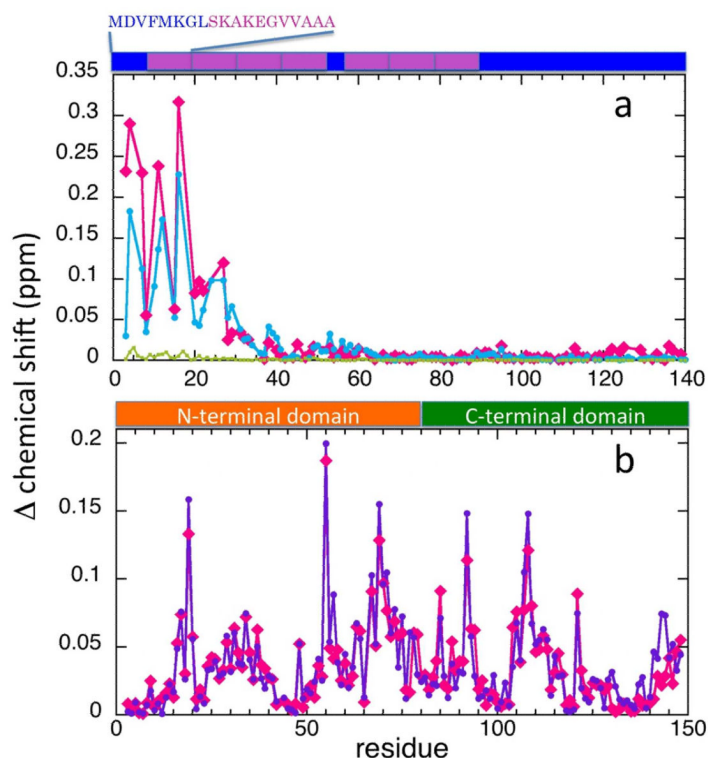 MDVFMKGLSKAKEGVVAAA
a
0.35
0.3
0.25
0.2
0.15
0.1
0.05
0
0 20 40 60 80 100 120 140
Δ chemical shift (ppm)
N-terminal domain C-terminal domain
b
0.2
0.15
0.1
0.05
0
0 50 100 150
residue